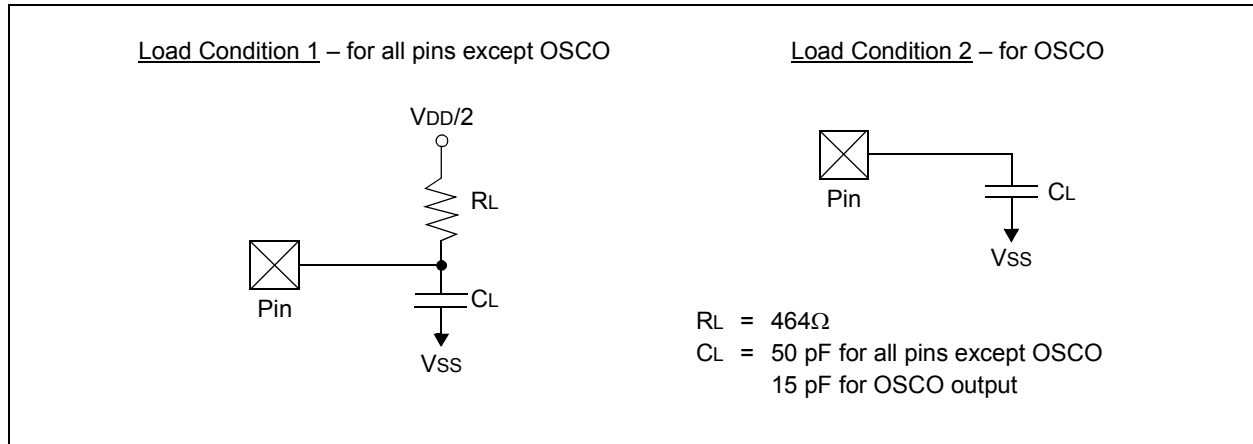 Load Condition 1 – for all pins except OSCO
VDD/2
RL
Pin
CL
VSS
Load Condition 2 – for OSCO
Pin
CL
VSS
RL = 464Ω
CL = 50 pF for all pins except OSCO
15 pF for OSCO output